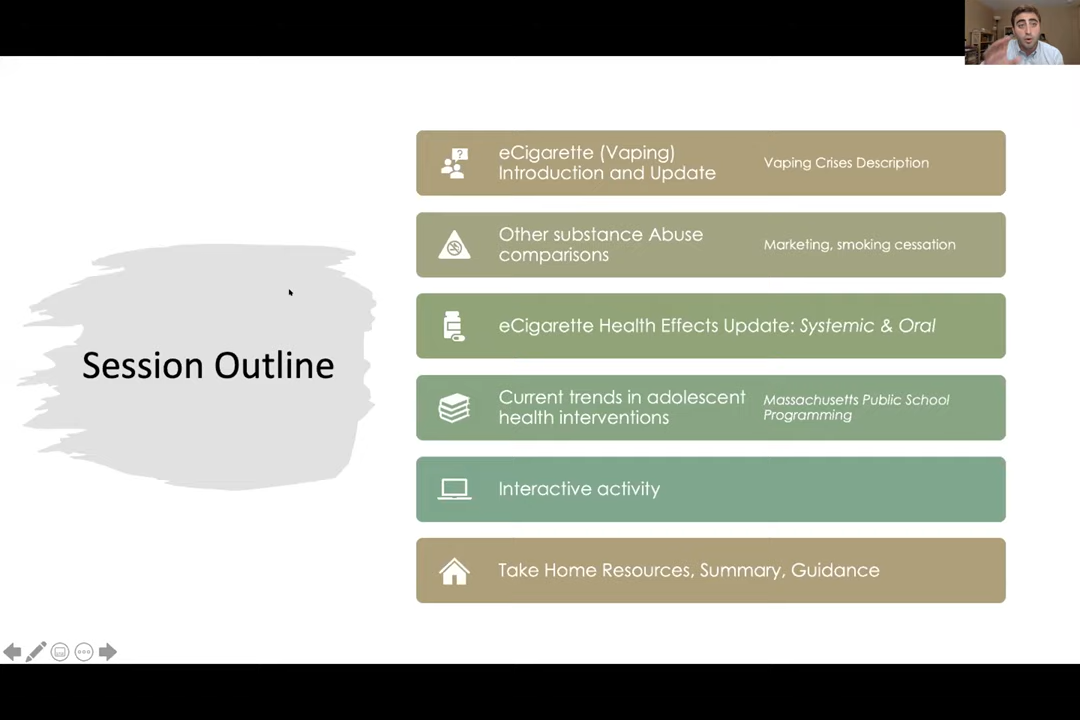 Session Outline
eCigarette (Vaping)
Introduction and Update
Vaping Crises Description
Other substance Abuse
comparisons
Marketing, smoking cessation
eCigarette Health Effects Update: Systemic & Oral
Current trends in adolescent
health interventions
Massachusetts Public School
Programming
Interactive activity
Take Home Resources, Summary, Guidance